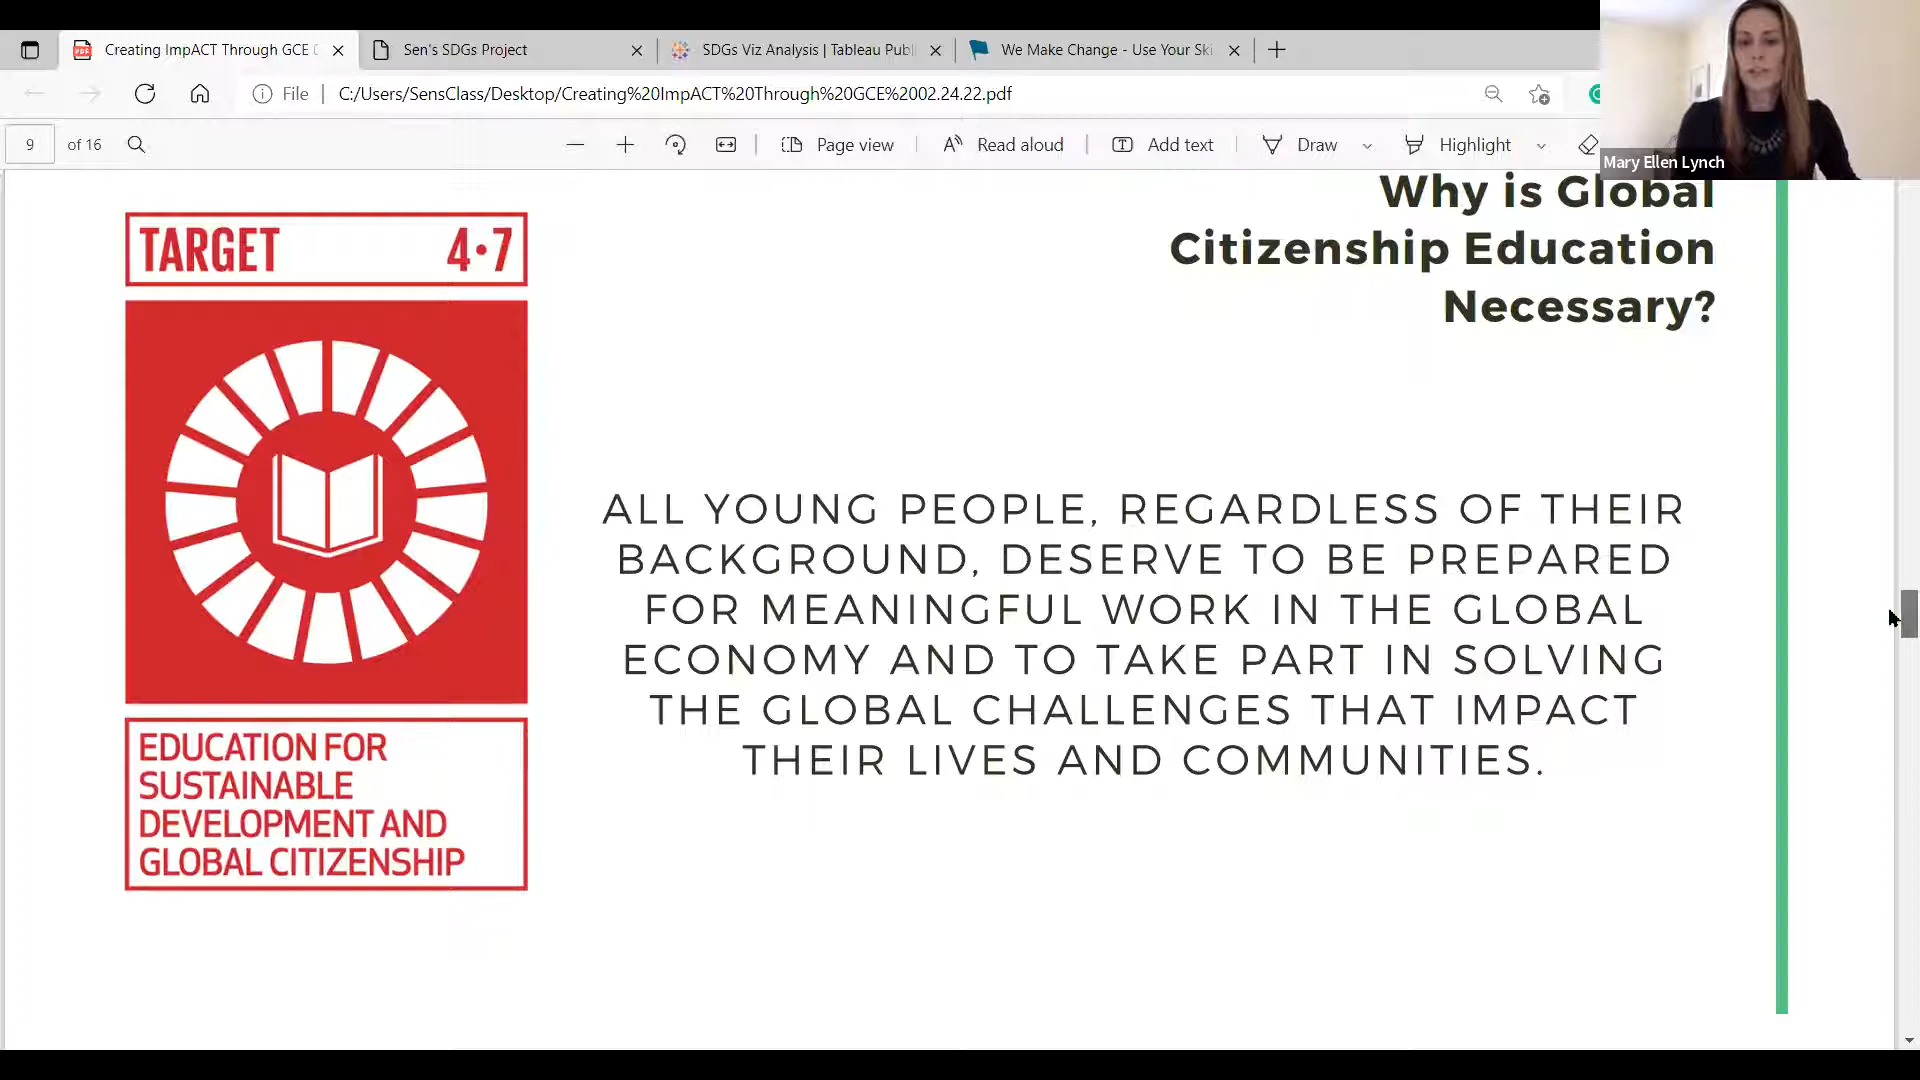 Creating ImpACT Through GCE
Sen's SDGs Project
SDGs Viz Analysis | Tableau Publ
We Make Change - Use Your Ski
File
C:/Users/SensClass/Desktop/Creating%20ImpACT%20Through%20GCE%2002.24.22.pdf
9 of 16
Page view
Read aloud
Add text
Draw
Highlight
Mary Ellen Lynch
Why is Global
Citizenship Education
Necessary?
TARGET 4·7
ALL YOUNG PEOPLE, REGARDLESS OF THEIR
BACKGROUND, DESERVE TO BE PREPARED
FOR MEANINGFUL WORK IN THE GLOBAL
ECONOMY AND TO TAKE PART IN SOLVING
THE GLOBAL CHALLENGES THAT IMPACT
THEIR LIVES AND COMMUNITIES.
EDUCATION FOR
SUSTAINABLE
DEVELOPMENT AND
GLOBAL CITIZENSHIP